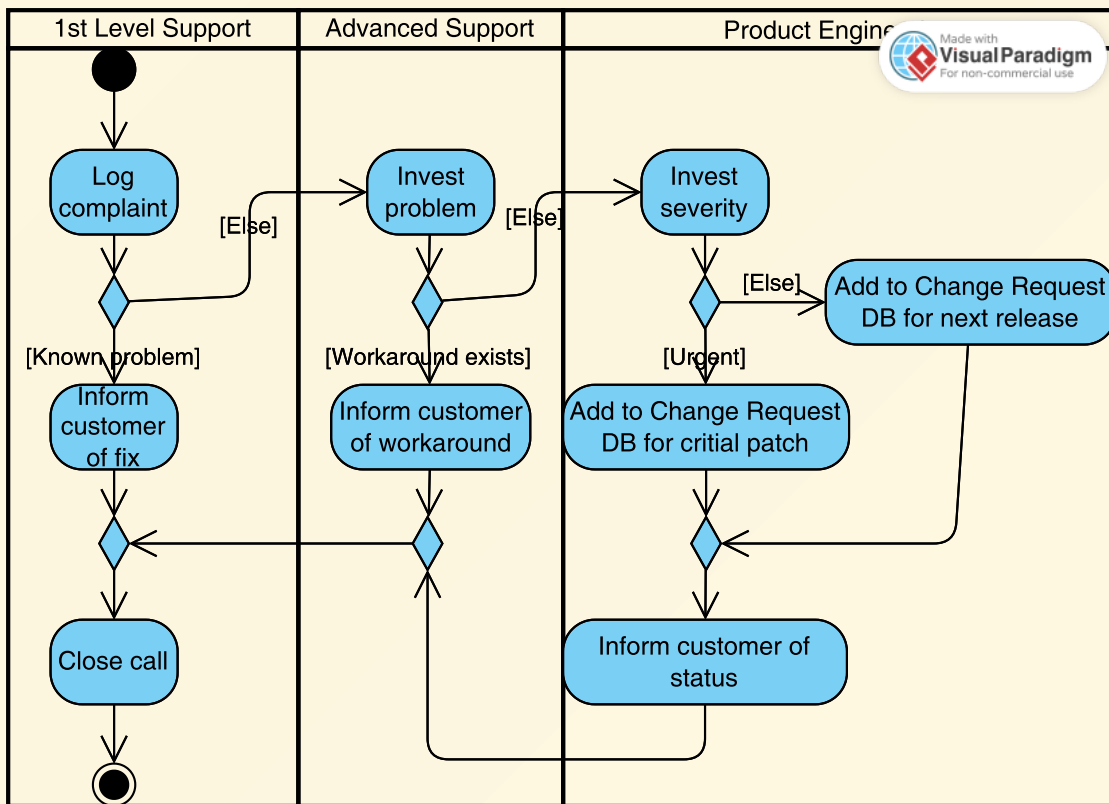 1st Level Support
Advanced Support
Product Engine
Made with
Visual Paradigm
For non-commercial use
Log
complaint
Invest
problem
Invest
severity
[Else]
[Else]
[Else]
Add to Change Request
DB for next release
[Known problem]
[Workaround exists]
[Urgent]
Inform
customer
of fix
Inform customer
of workaround
Add to Change Request
DB for critial patch
Close call
Inform customer of
status